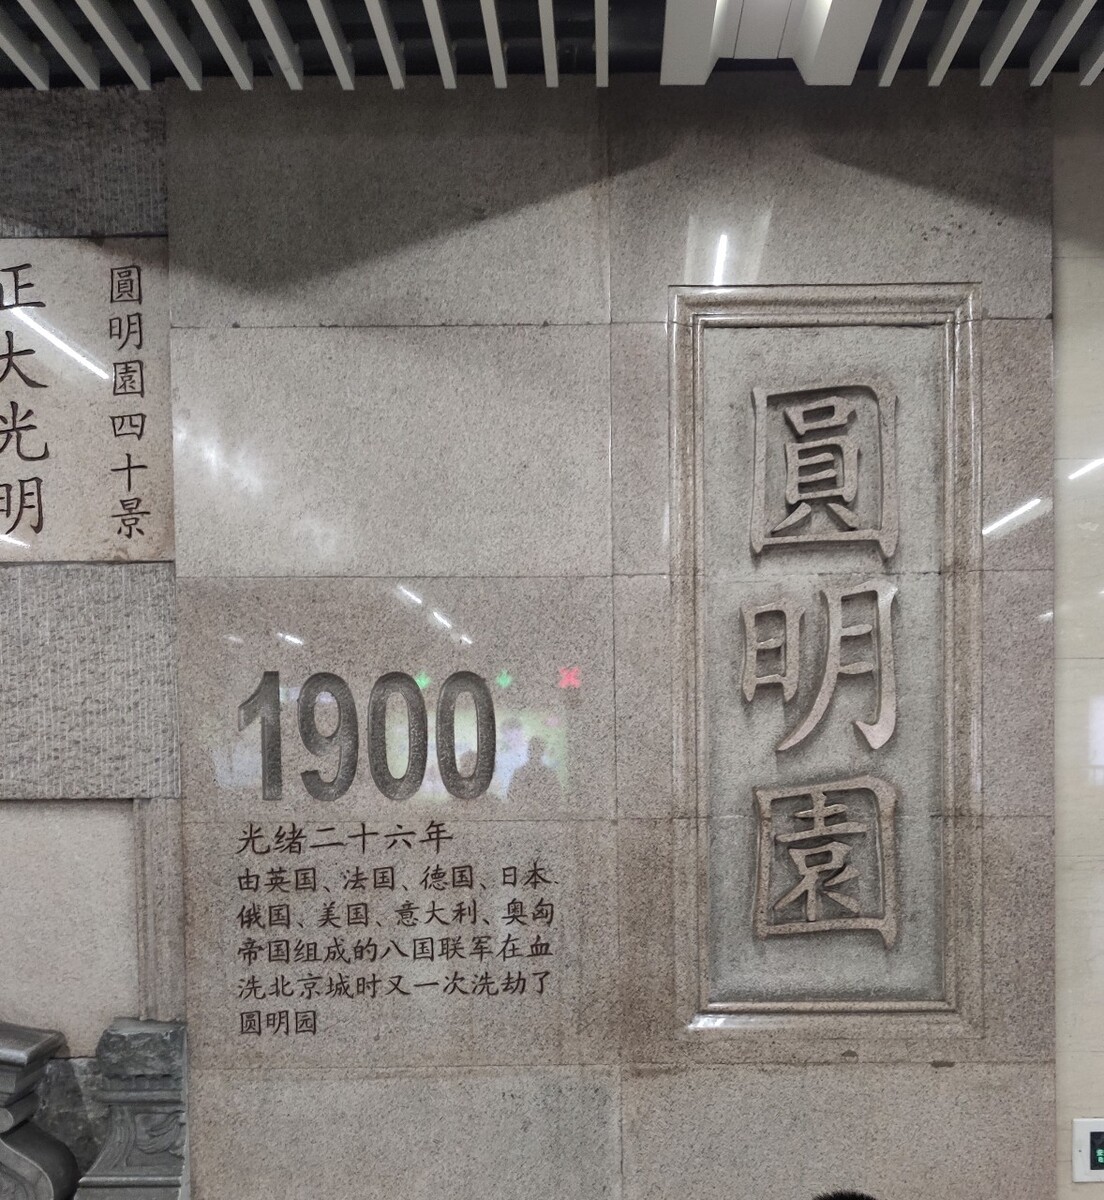 圓明園四十景
正大光明
圓明園
1900
光绪二十六年
由英国、法国、德国、日本、
俄国、美国、意大利、奥匈
帝国组成的八国联军在血
洗北京城时又一次洗劫了
圆明园